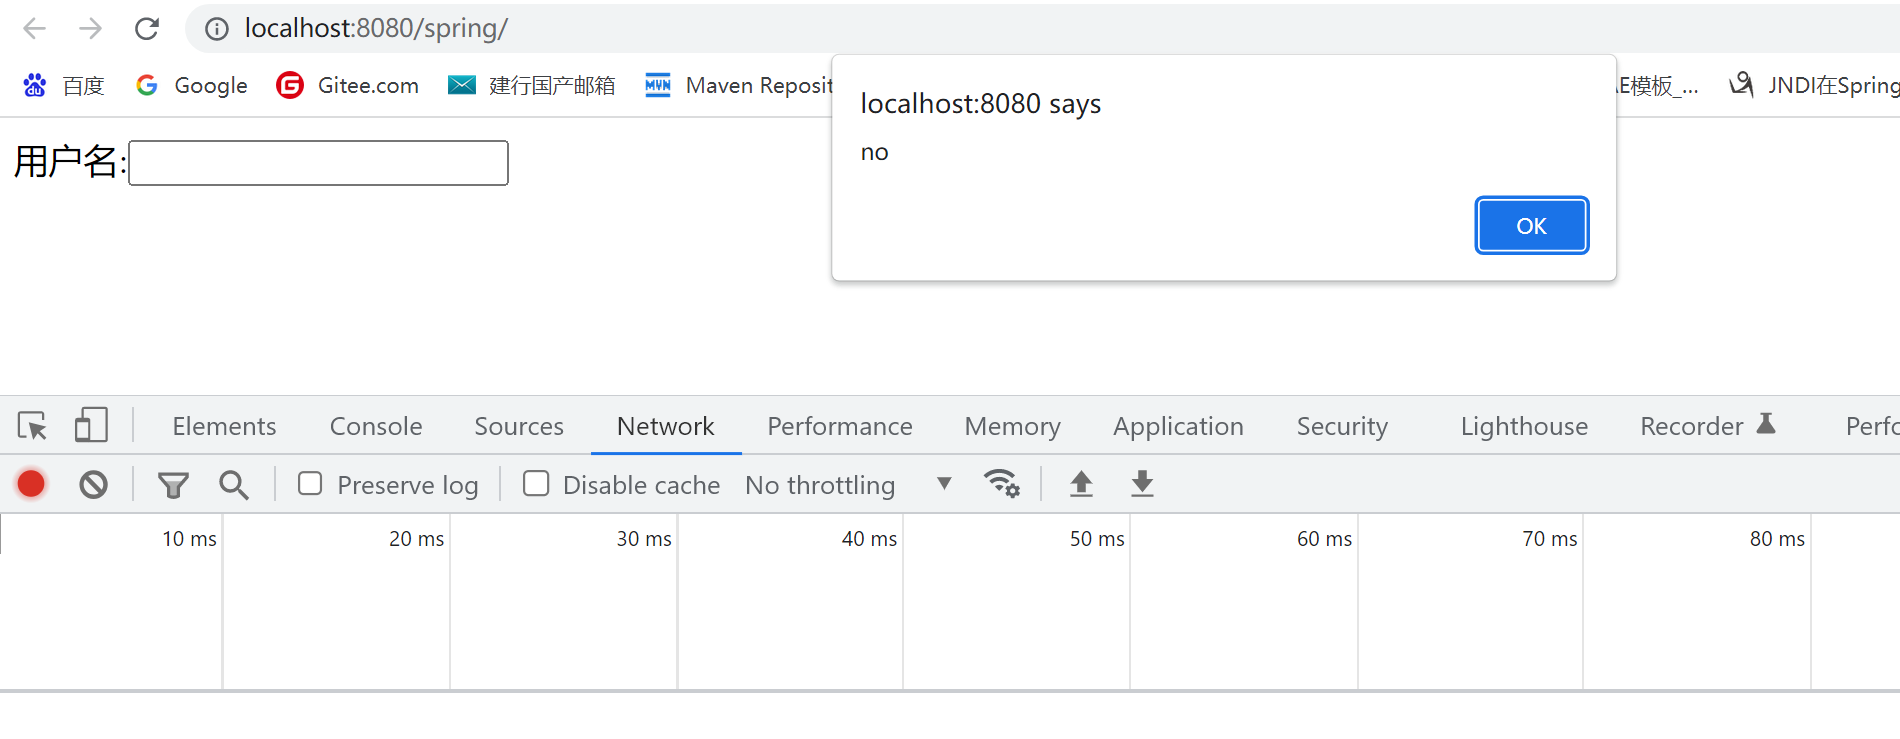 localhost:8080/spring/
百度 Google Gitee.com 建行国产邮箱 Maven Reposit E模板_... JNDI在Spring
localhost:8080 says
no
OK
用户名:
Elements Console Sources Network Performance Memory Application Security Lighthouse Recorder Perfo
Preserve log Disable cache No throttling
10 ms 20 ms 30 ms 40 ms 50 ms 60 ms 70 ms 80 ms